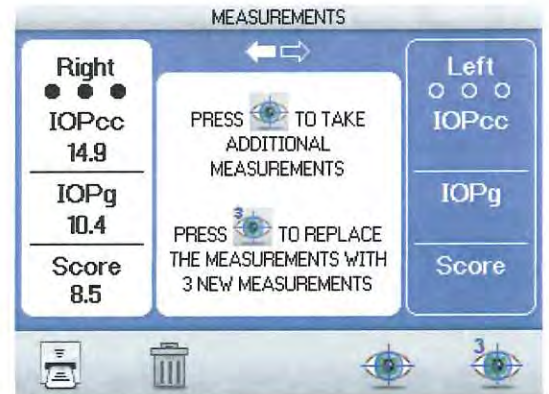 MEASUREMENTS
Right
IOPcc
14.9
IOPg
10.4
Score
8.5
PRESS TO TAKE
ADDITIONAL
MEASUREMENTS
PRESS 3 TO REPLACE
THE MEASUREMENTS WITH
3 NEW MEASUREMENTS
Left
IOPcc
IOPg
Score
3